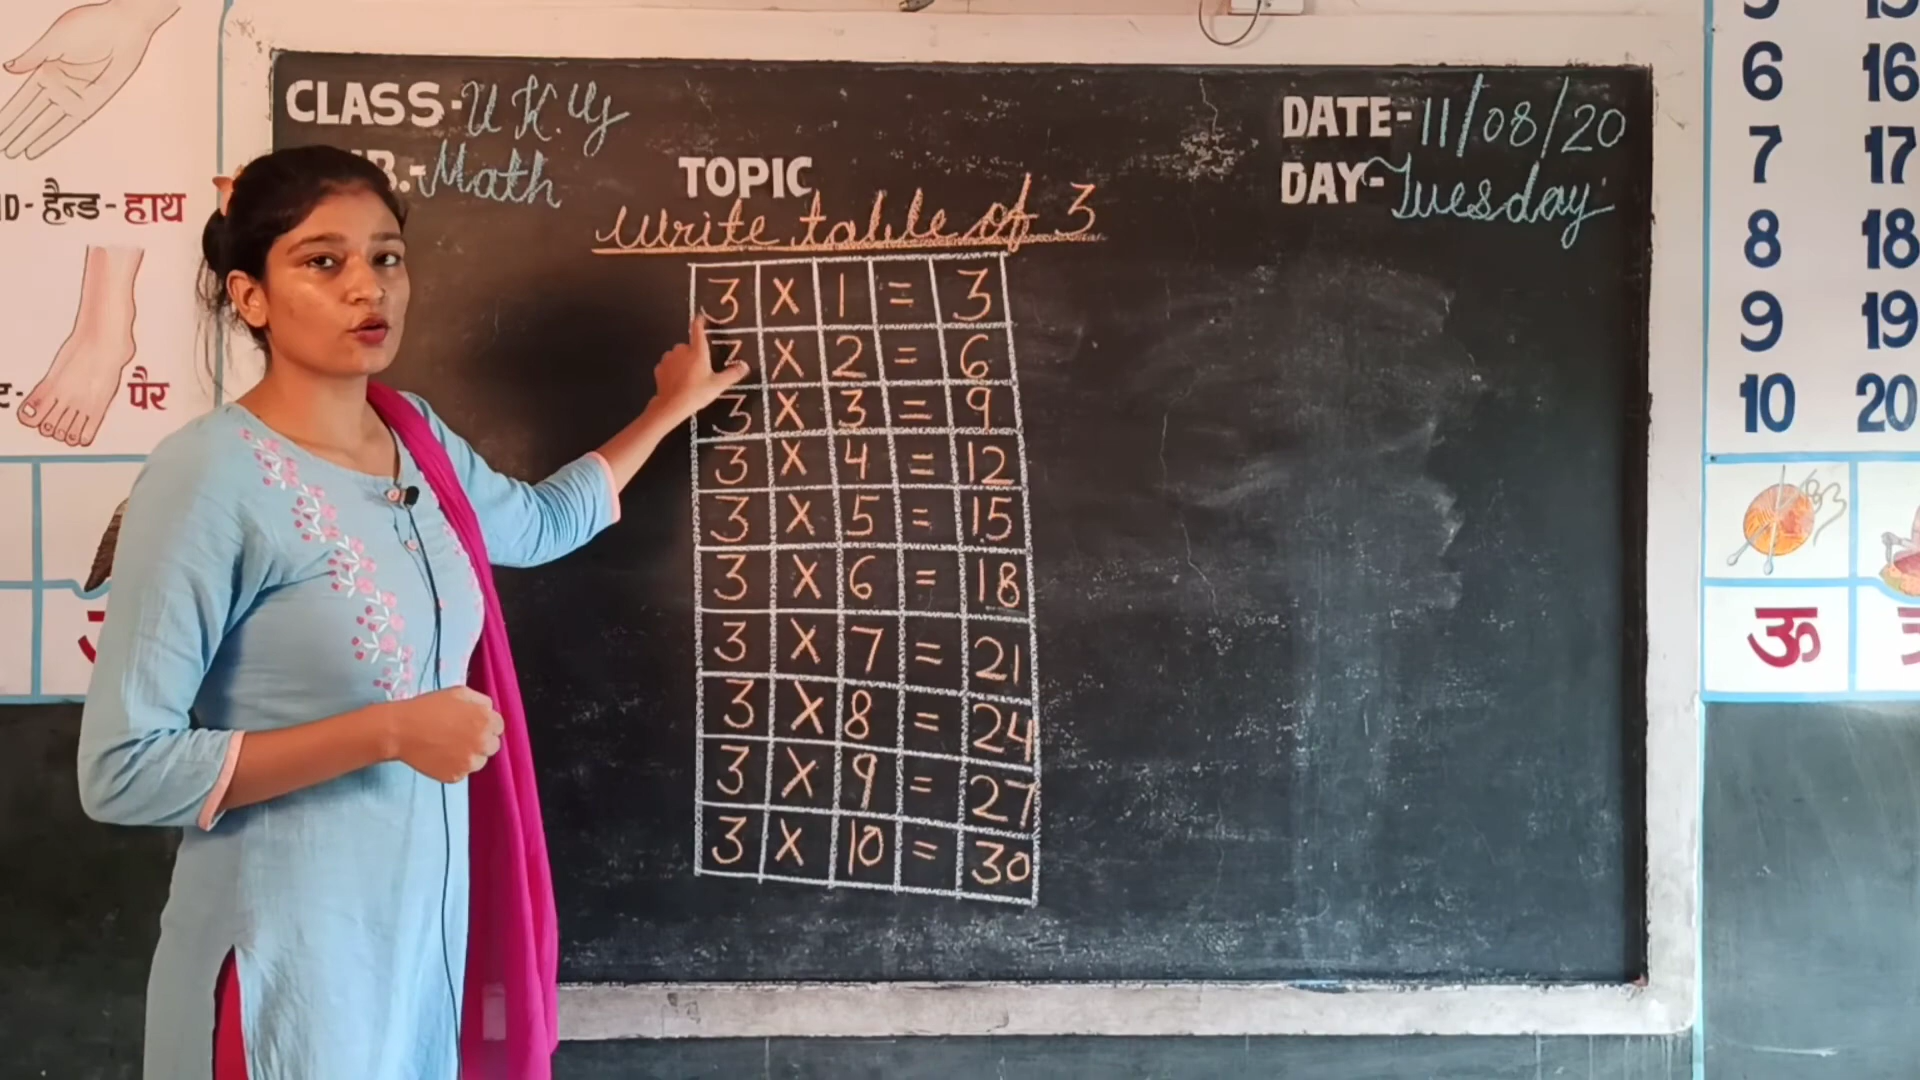 CLASS-U K.G
Math
TOPIC
Write table of 3
DATE-11/08/20
DAY-Tuesday
3 X 1 = 3
3 X 2 = 6
3 X 3 = 9
3 X 4 = 12
3 X 5 = 15
3 X 6 = 18
3 X 7 = 21
3 X 8 = 24
3 X 9 = 27
3 X 10 = 30
हैन्ड - हाथ
पैर
6 16
7 17
8 18
9 19
10 20
ऊ